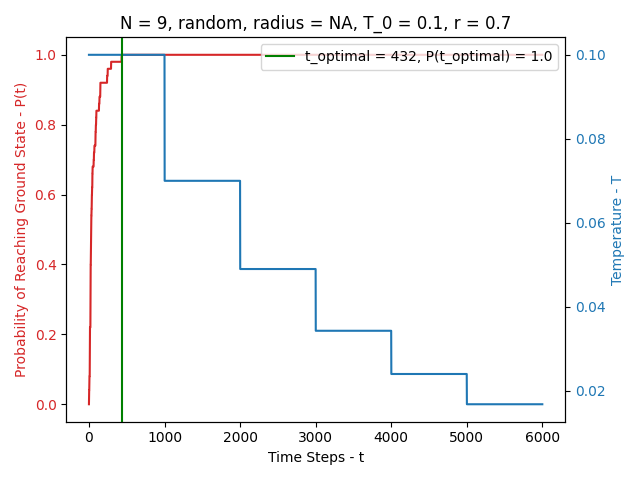 N = 9, random, radius = NA, T_0 = 0.1, r = 0.7
t_optimal = 432, P(t_optimal) = 1.0
Probability of Reaching Ground State - P(t)
1.0
0.8
0.6
0.4
0.2
0.0
0.10
0.08
0.06
0.04
0.02
Temperature - T
0 1000 2000 3000 4000 5000 6000
Time Steps - t